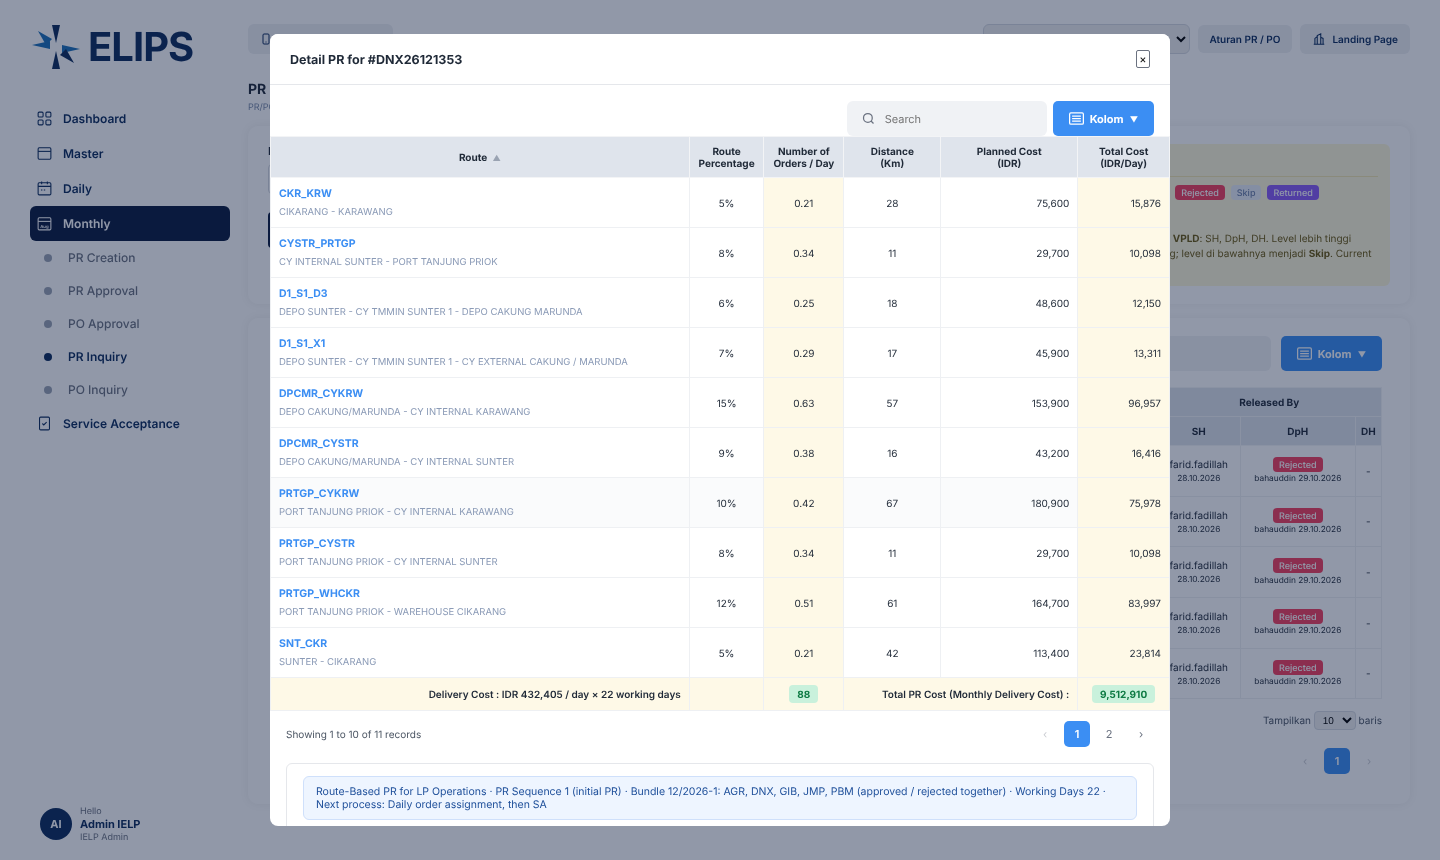 ELIPS
Aturan PR / PO
Landing Page
Dashboard
Master
Daily
Monthly
PR Creation
PR Approval
PO Approval
PR Inquiry
PO Inquiry
Service Acceptance
AI
Hello
Admin IELP
IELP Admin
PR
Detail PR for #DNX26121353
×
Search
Kolom ▼
Route ▲
Route Percentage
Number of Orders / Day
Distance (Km)
Planned Cost (IDR)
Total Cost (IDR/Day)
CKR_KRW
CIKARANG - KARAWANG
5% 0.21 28 75,600 15,876
CYSTR_PRTGP
CY INTERNAL SUNTER - PORT TANJUNG PRIOK
8% 0.34 11 29,700 10,098
D1_S1_D3
DEPO SUNTER - CY TMMIN SUNTER 1 - DEPO CAKUNG MARUNDA
6% 0.25 18 48,600 12,150
D1_S1_X1
DEPO SUNTER - CY TMMIN SUNTER 1 - CY EXTERNAL CAKUNG / MARUNDA
7% 0.29 17 45,900 13,311
DPCMR_CYKRW
DEPO CAKUNG/MARUNDA - CY INTERNAL KARAWANG
15% 0.63 57 153,900 96,957
DPCMR_CYSTR
DEPO CAKUNG/MARUNDA - CY INTERNAL SUNTER
9% 0.38 16 43,200 16,416
PRTGP_CYKRW
PORT TANJUNG PRIOK - CY INTERNAL KARAWANG
10% 0.42 67 180,900 75,978
PRTGP_CYSTR
PORT TANJUNG PRIOK - CY INTERNAL SUNTER
8% 0.34 11 29,700 10,098
PRTGP_WHCKR
PORT TANJUNG PRIOK - WAREHOUSE CIKARANG
12% 0.51 61 164,700 83,997
SNT_CKR
SUNTER - CIKARANG
5% 0.21 42 113,400 23,814
Delivery Cost : IDR 432,405 / day × 22 working days 88 Total PR Cost (Monthly Delivery Cost) : 9,512,910
Showing 1 to 10 of 11 records
‹ 1 2 ›
Route-Based PR for LP Operations · PR Sequence 1 (initial PR) · Bundle 12/2026-1: AGR, DNX, GIB, JMP, PBM (approved / rejected together) · Working Days 22 ·
Next process: Daily order assignment, then SA
Rejected Skip Returned
VPLD: SH, DpH, DH. Level lebih tinggi
level di bawahnya menjadi Skip. Current
Kolom ▼
Released By
SH DpH DH
farid.fadillah Rejected -
28.10.2026 bahauddin 29.10.2026
farid.fadillah Rejected -
28.10.2026 bahauddin 29.10.2026
farid.fadillah Rejected -
28.10.2026 bahauddin 29.10.2026
farid.fadillah Rejected -
28.10.2026 bahauddin 29.10.2026
farid.fadillah Rejected -
28.10.2026 bahauddin 29.10.2026
Tampilkan 10 baris
‹ 1 ›